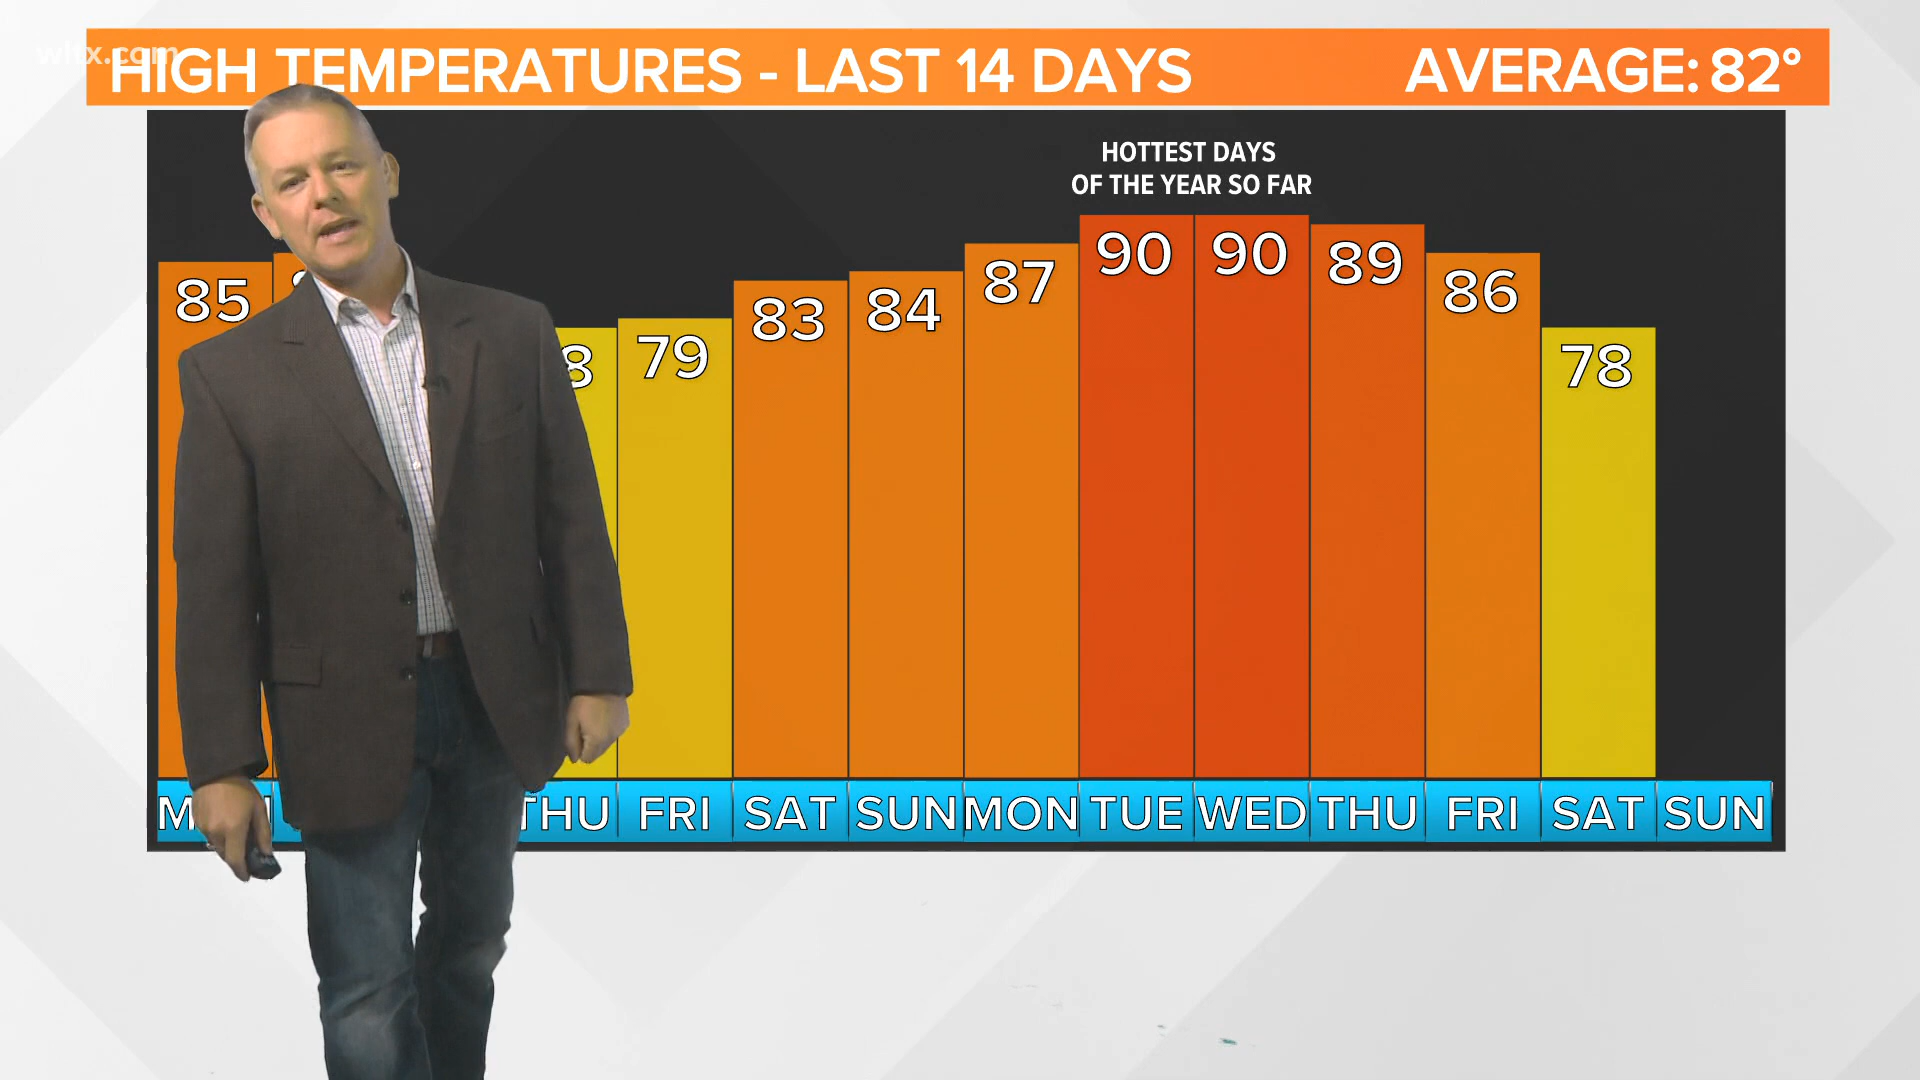 wltx.com
HIGH TEMPERATURES - LAST 14 DAYS
AVERAGE: 82°
HOTTEST DAYS
OF THE YEAR SO FAR
85 79 83 84 87 90 90 89 86 78
THU FRI SAT SUN MON TUE WED THU FRI SAT SUN